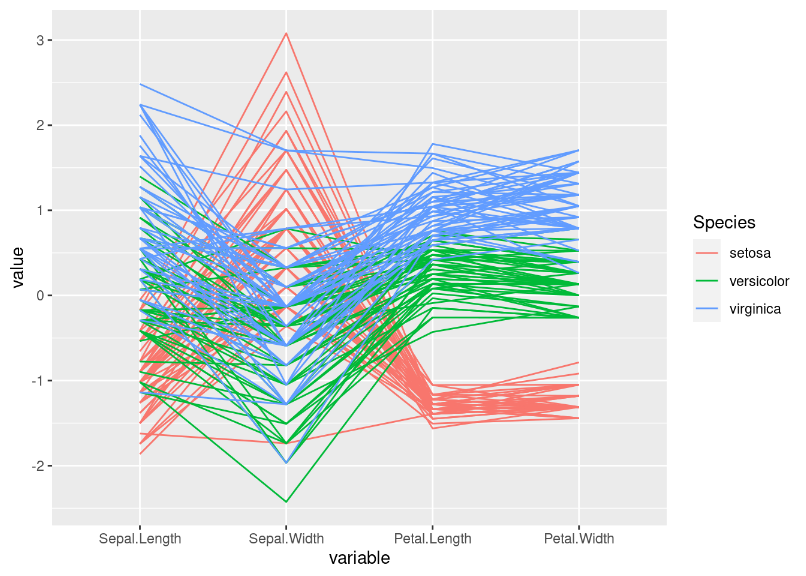 3
2
1
0
-1
-2
value
Sepal.Length Sepal.Width Petal.Length Petal.Width
variable
Species
setosa
versicolor
virginica